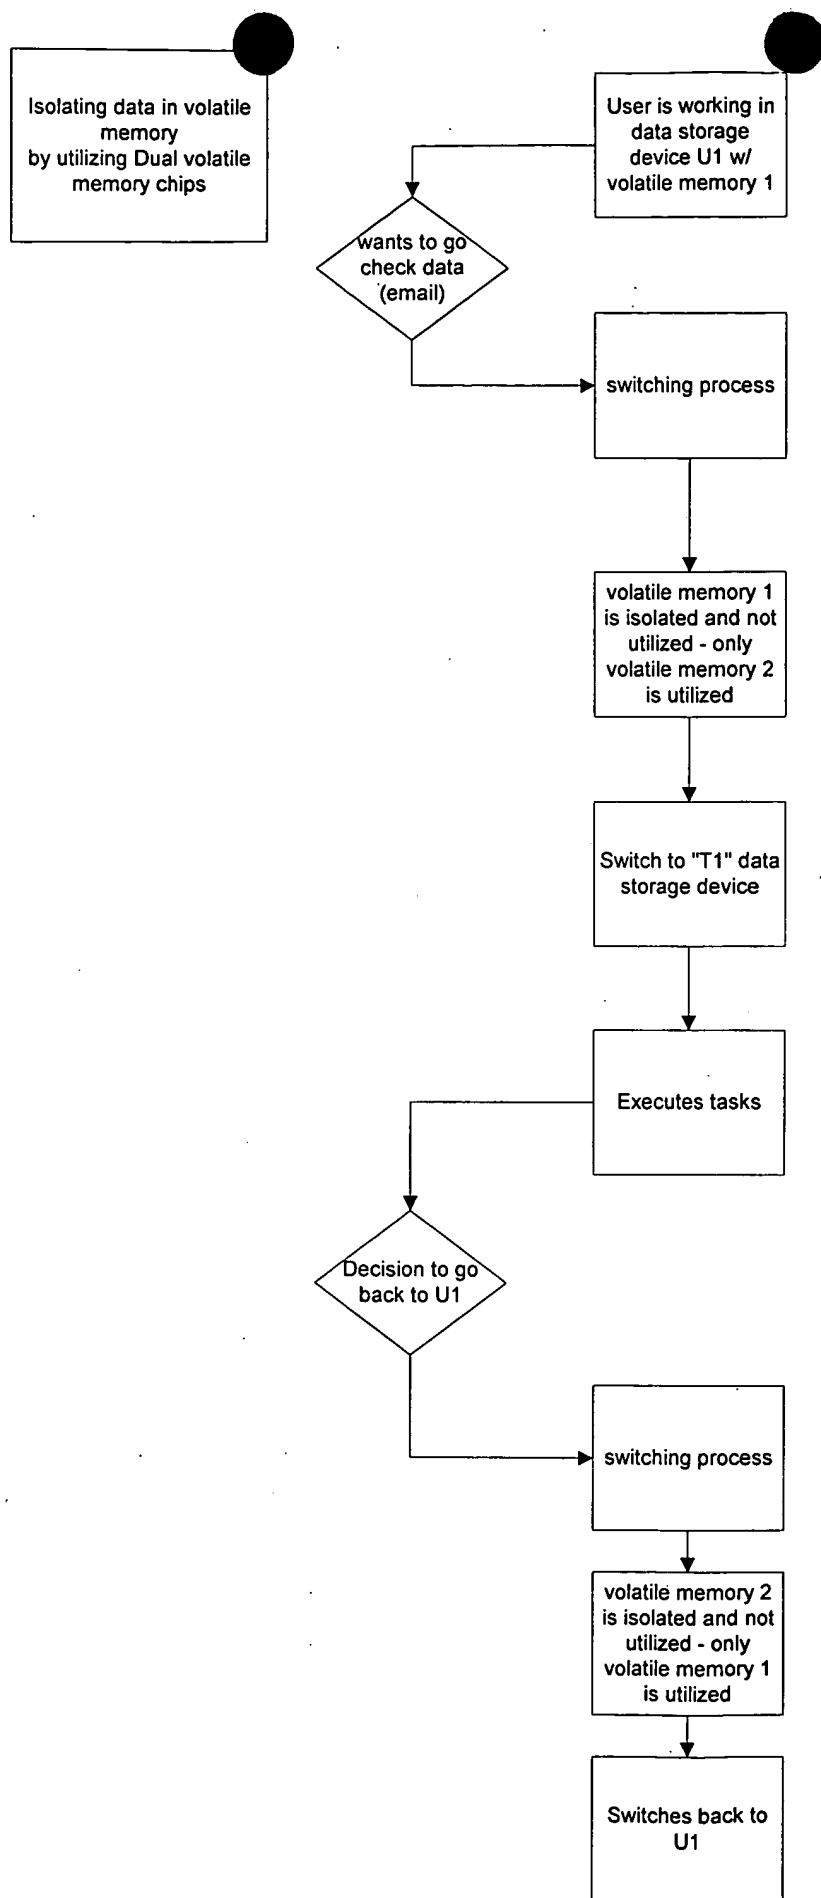 Isolating data in volatile
memory
by utilizing Dual volatile
memory chips
User is working in
data storage
device U1 w/
volatile memory 1
wants to go
check data
(email)
switching process
volatile memory 1
is isolated and not
utilized - only
volatile memory 2
is utilized
Switch to "T1" data
storage device
Executes tasks
Decision to go
back to U1
switching process
volatile memory 2
is isolated and not
utilized - only
volatile memory 1
is utilized
Switches back to
U1